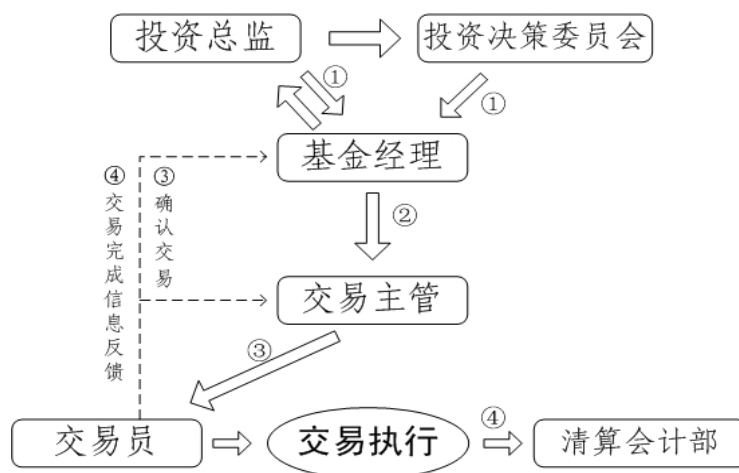 投资总监
投资决策委员会
①
①
基金经理
④交易完成信息反馈
③确认交易
②
交易主管
③
交易员
交易执行
④
清算会计部